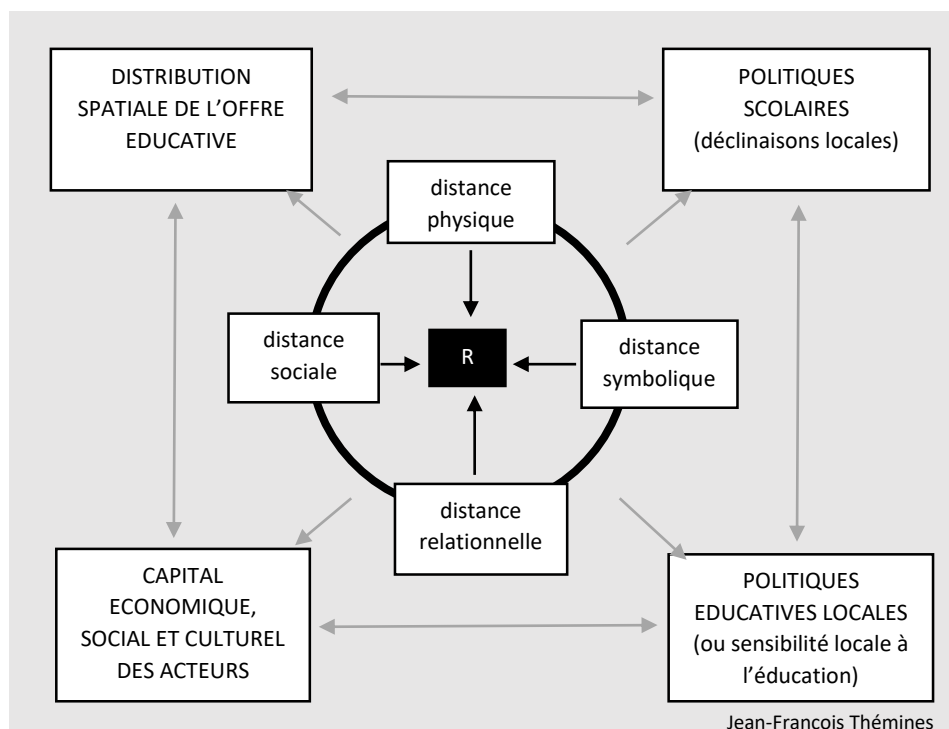 DISTRIBUTION
SPATIALE DE L’OFFRE
EDUCATIVE
POLITIQUES
SCOLAIRES
(déclinaisons locales)
distance
physique
distance
sociale
R
distance
symbolique
distance
relationnelle
CAPITAL
ECONOMIQUE,
SOCIAL ET CULTUREL
DES ACTEURS
POLITIQUES
EDUCATIVES LOCALES
(ou sensibilité locale à
l’éducation)
Jean-François Thémines